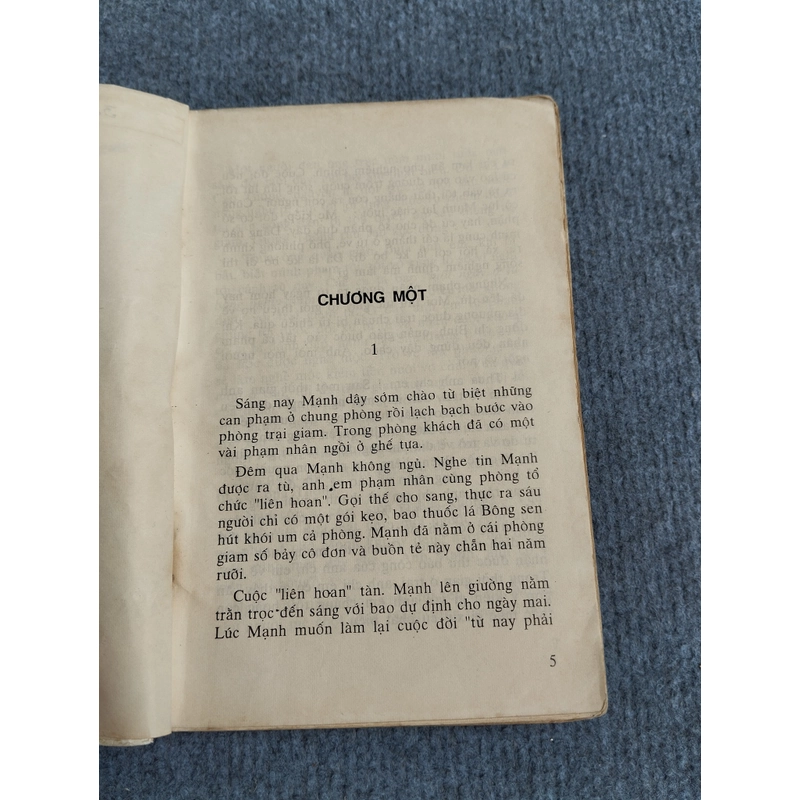 CHƯƠNG MỘT
1
Sáng nay Mạnh dậy sớm chào từ biệt những
can phạm ở chung phòng rồi lạch bạch bước vào
phòng trại giam. Trong phòng khách đã có một
vài phạm nhân ngồi ở ghế tựa.
Đêm qua Mạnh không ngủ. Nghe tin Mạnh
được ra tù, anh em phạm nhân cùng phòng tổ
chức "liên hoan". Gọi thế cho sang, thực ra sáu
người chỉ có một gói kẹo, bao thuốc lá Bông sen
hút khói um cả phòng. Mạnh đã nằm ở cái phòng
giam số bảy cô đơn và buồn tẻ này chẵn hai năm
rưỡi.
Cuộc "liên hoan" tàn. Mạnh lên giường nằm
trằn trọc đến sáng với bao dự định cho ngày mai.
Lúc Mạnh muốn làm lại cuộc đời "từ nay phải
5